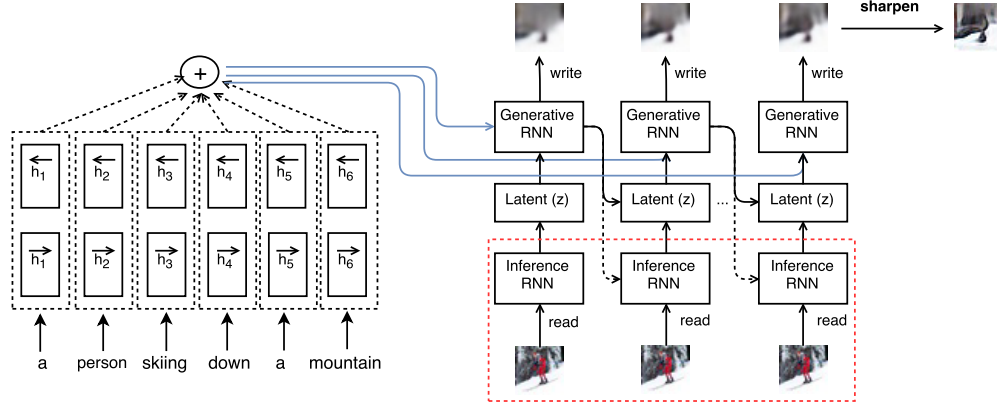 sharpen
write write write
+
Generative RNN Generative RNN Generative RNN
h1 h2 h3 h4 h5 h6
Latent (z) Latent (z) ... Latent (z)
h1 h2 h3 h4 h5 h6
Inference RNN Inference RNN Inference RNN
read read read
a person skiing down a mountain